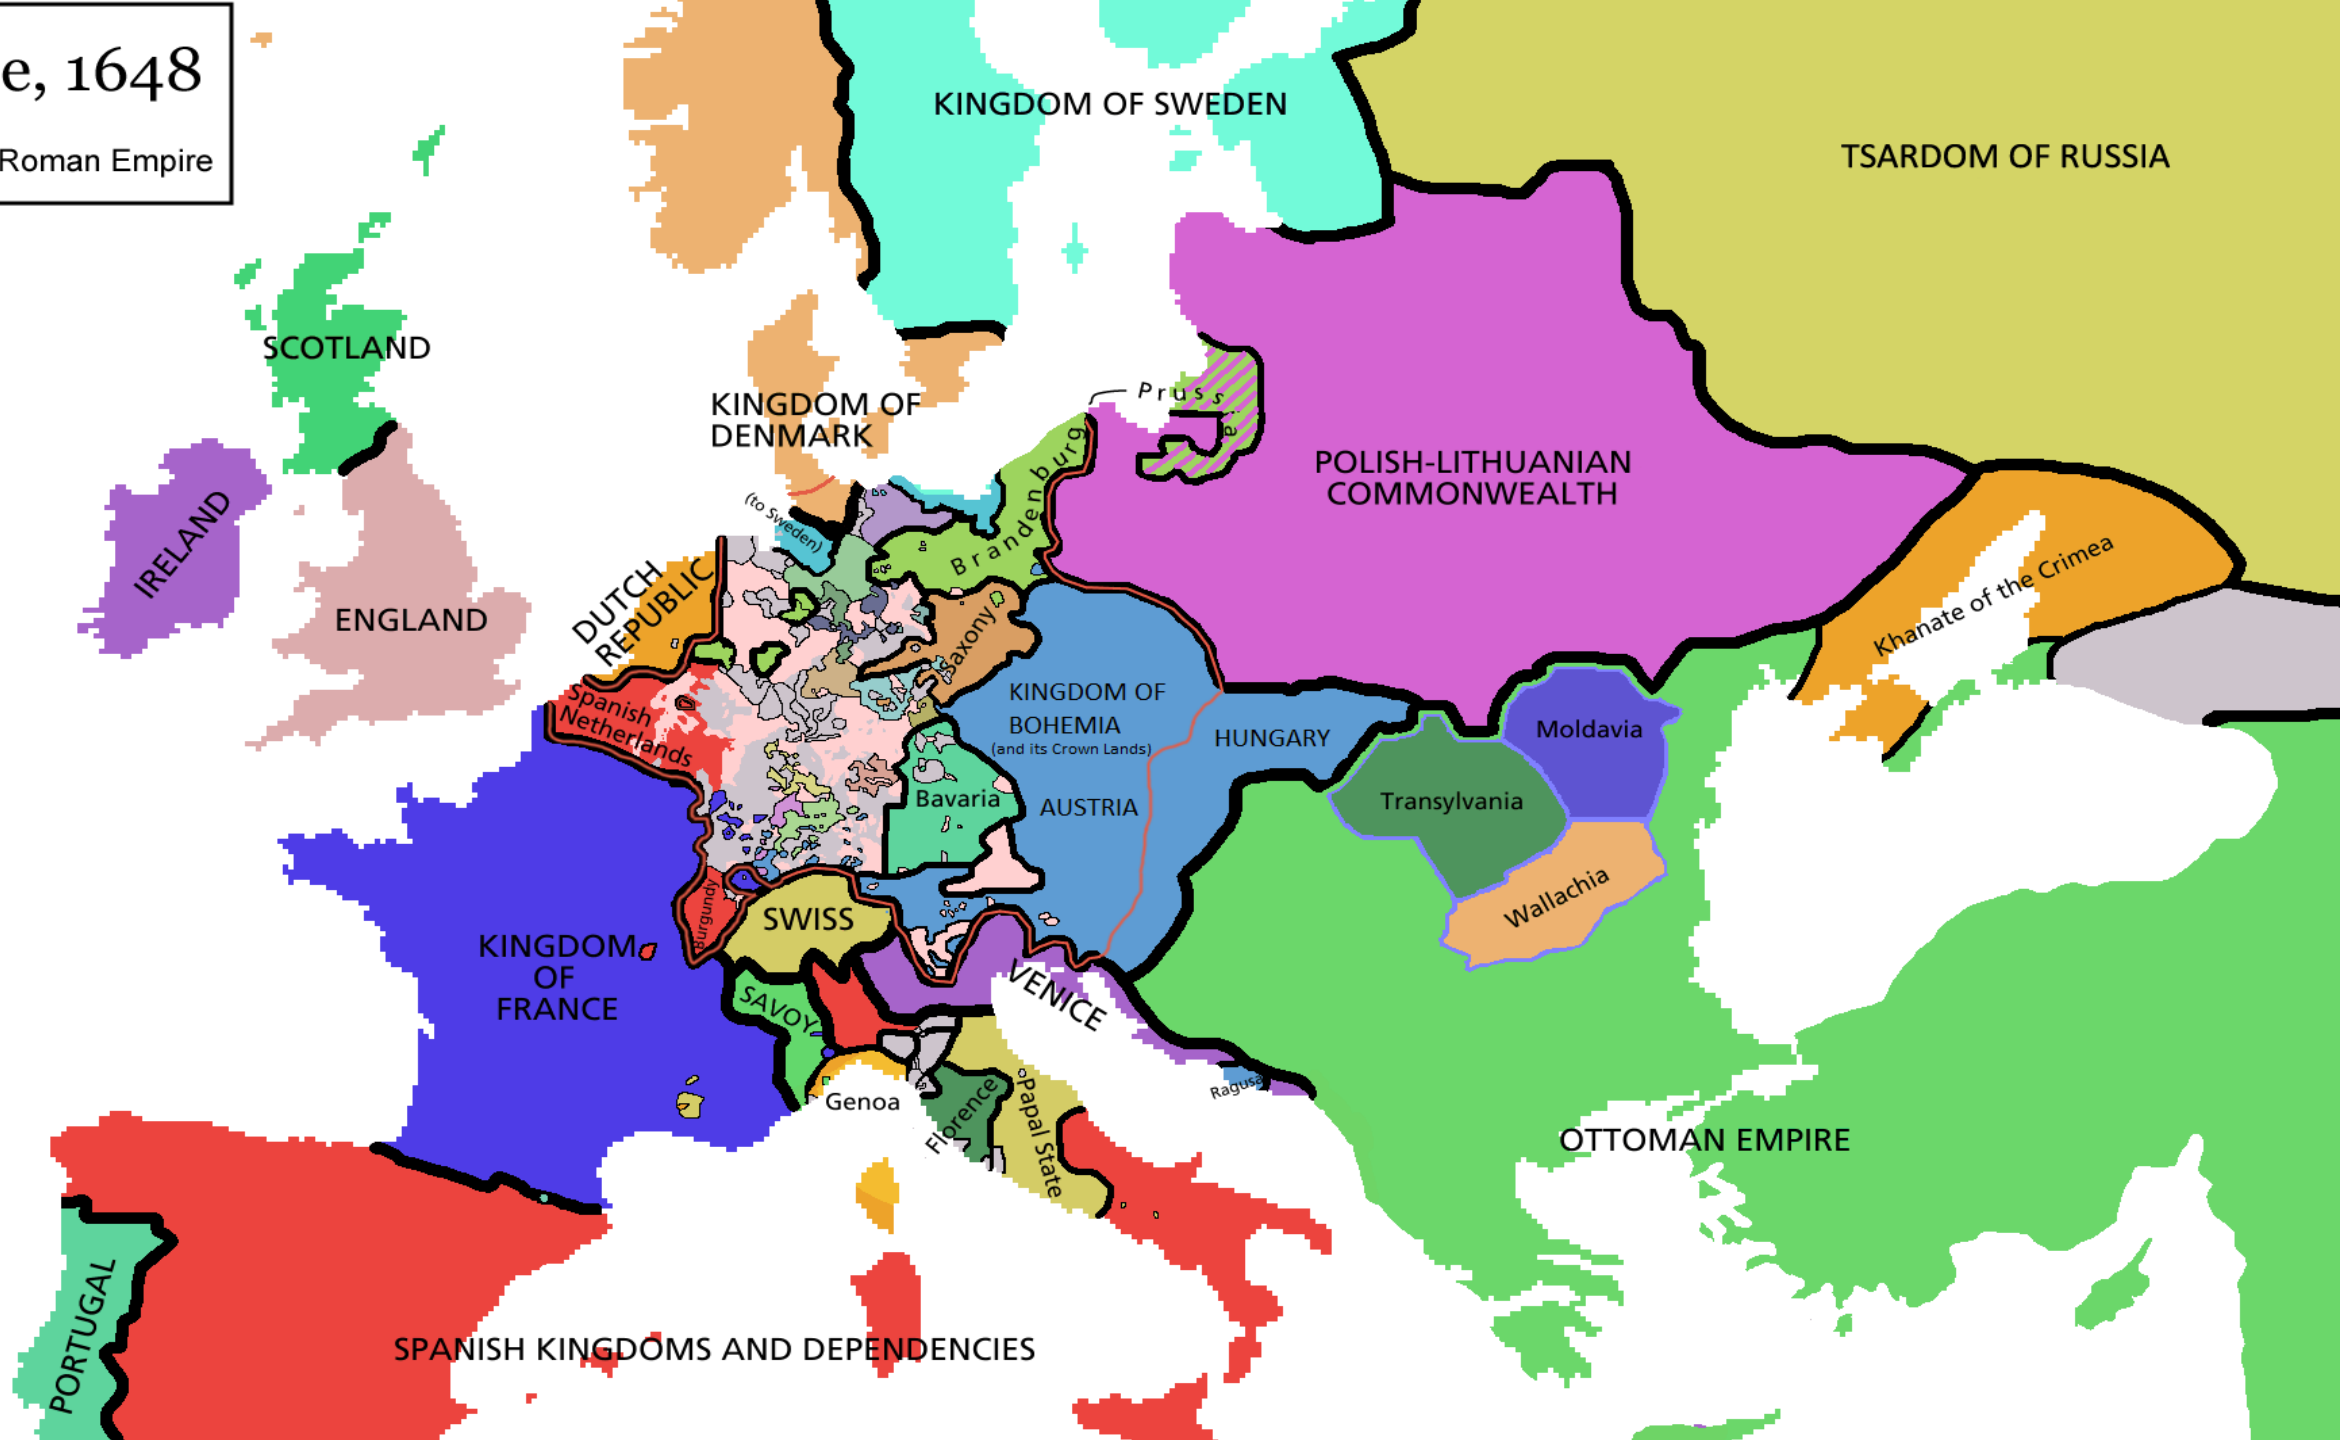 e, 1648
Roman Empire
KINGDOM OF SWEDEN
TSARDOM OF RUSSIA
SCOTLAND
KINGDOM OF
DENMARK
Prussia
POLISH-LITHUANIAN
COMMONWEALTH
IRELAND
ENGLAND
(to Sweden)
Brandenburg
DUTCH
REPUBLIC
Khanate of the Crimea
Saxony
Spanish
Netherlands
KINGDOM OF
BOHEMIA
(and its Crown Lands)
HUNGARY
AUSTRIA
Moldavia
Transylvania
Bavaria
Wallachia
Burgundy
SWISS
KINGDOM
OF
FRANCE
SAVOY
VENICE
Ragusa
Genoa
Florence
Papal State
OTTOMAN EMPIRE
PORTUGAL
SPANISH KINGDOMS AND DEPENDENCIES